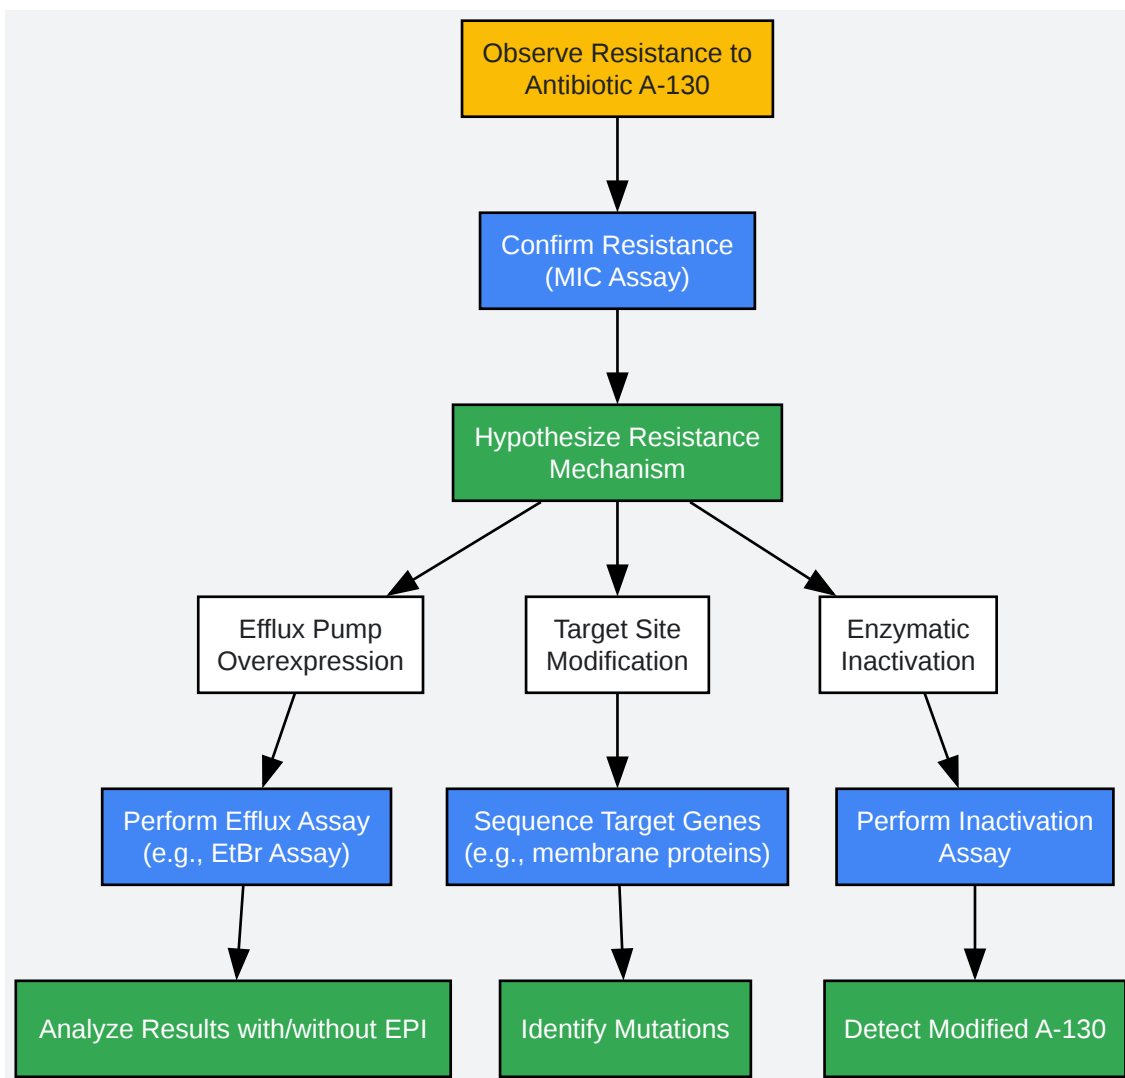 Observe Resistance to
Antibiotic A-130
Confirm Resistance
(MIC Assay)
Hypothesize Resistance
Mechanism
Efflux Pump
Overexpression
Target Site
Modification
Enzymatic
Inactivation
Perform Efflux Assay
(e.g., EtBr Assay)
Sequence Target Genes
(e.g., membrane proteins)
Perform Inactivation
Assay
Analyze Results with/without EPI
Identify Mutations
Detect Modified A-130